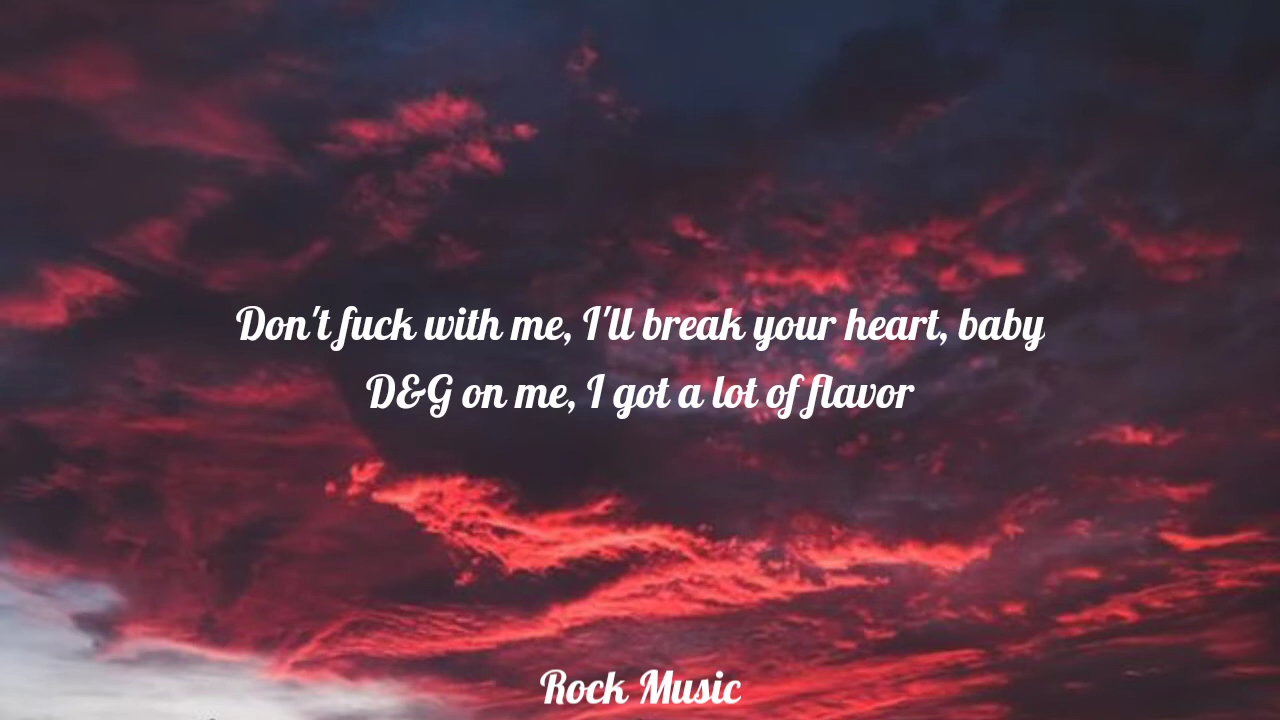 Don't fuck with me, I'll break your heart, baby
D&G on me, I got a lot of flavor
Rock Music